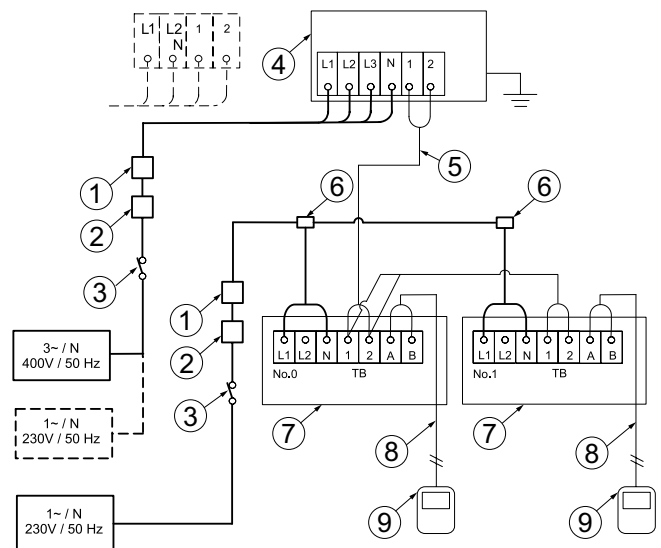 L1 L2 N 1 2
4
L1 L2 L3 N 1 2
1
5
6
6
2
3
1
2
3
3~ / N
400V / 50 Hz
1~ / N
230V / 50 Hz
1~ / N
230V / 50 Hz
L1 L2 N 1 2 A B
No.0 TB
7
8
9
L1 L2 N 1 2 A B
No.1 TB
7
8
9